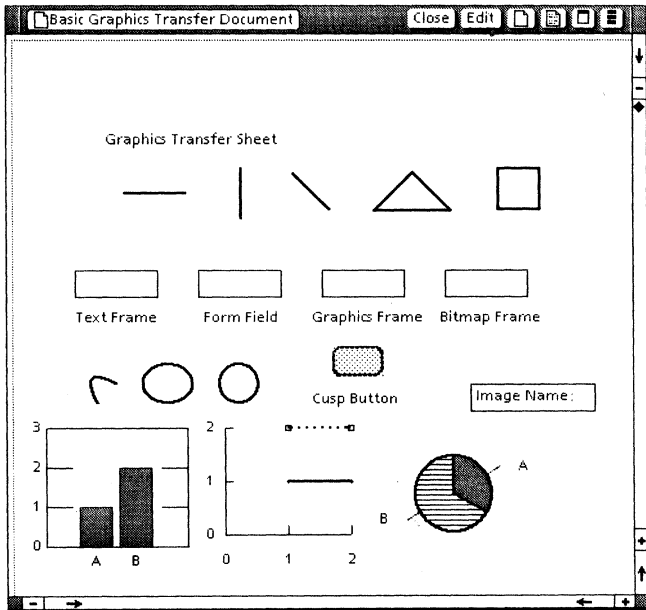 Basic Graphics Transfer Document Close Edit
Graphics Transfer Sheet
Text Frame Form Field Graphics Frame Bitmap Frame
Cusp Button
Image Name:
3
2
1
0
A B
2
1
0
0 1 2
A
B